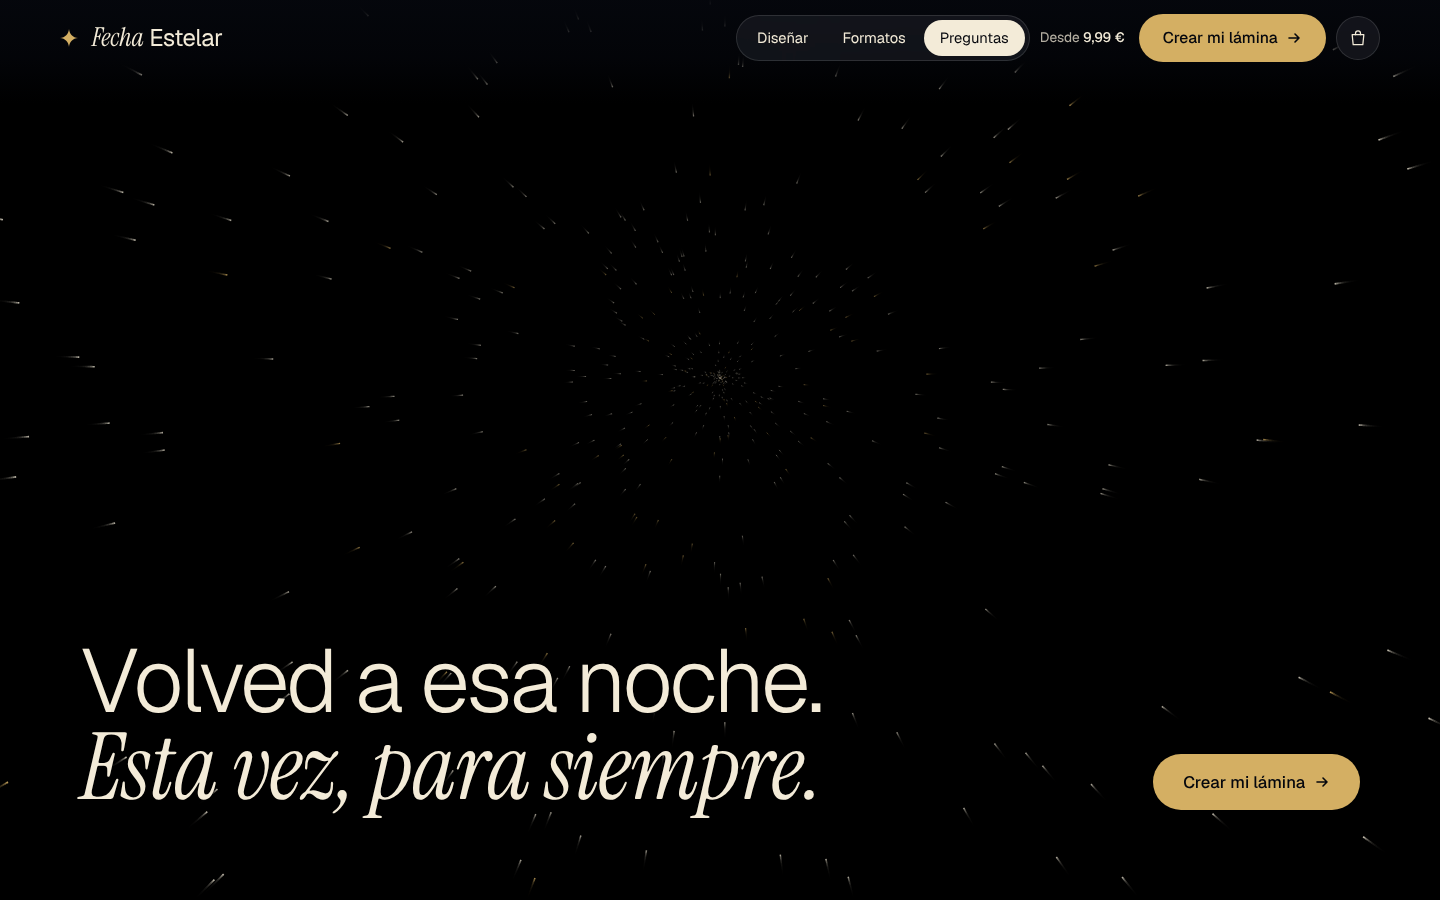 Fecha Estelar
Diseñar
Formatos
Preguntas
Desde 9,99 €
Crear mi lámina →
Volved a esa noche.
Esta vez, para siempre.
Crear mi lámina →